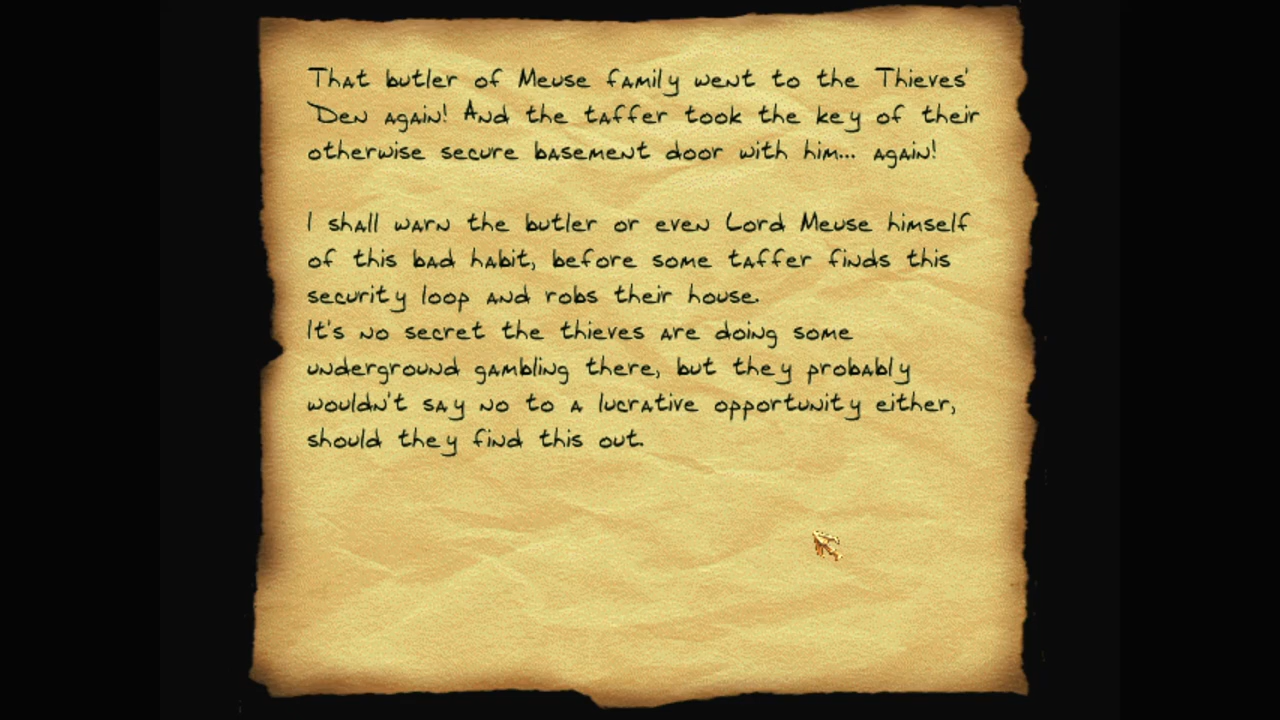 That butler of Meuse family went to the Thieves'
Den again! And the taffer took the key of their
otherwise secure basement door with him... again!
I shall warn the butler or even Lord Meuse himself
of this bad habit, before some taffer finds this
security loop and robs their house.
It's no secret the thieves are doing some
underground gambling there, but they probably
wouldn't say no to a lucrative opportunity either,
should they find this out.